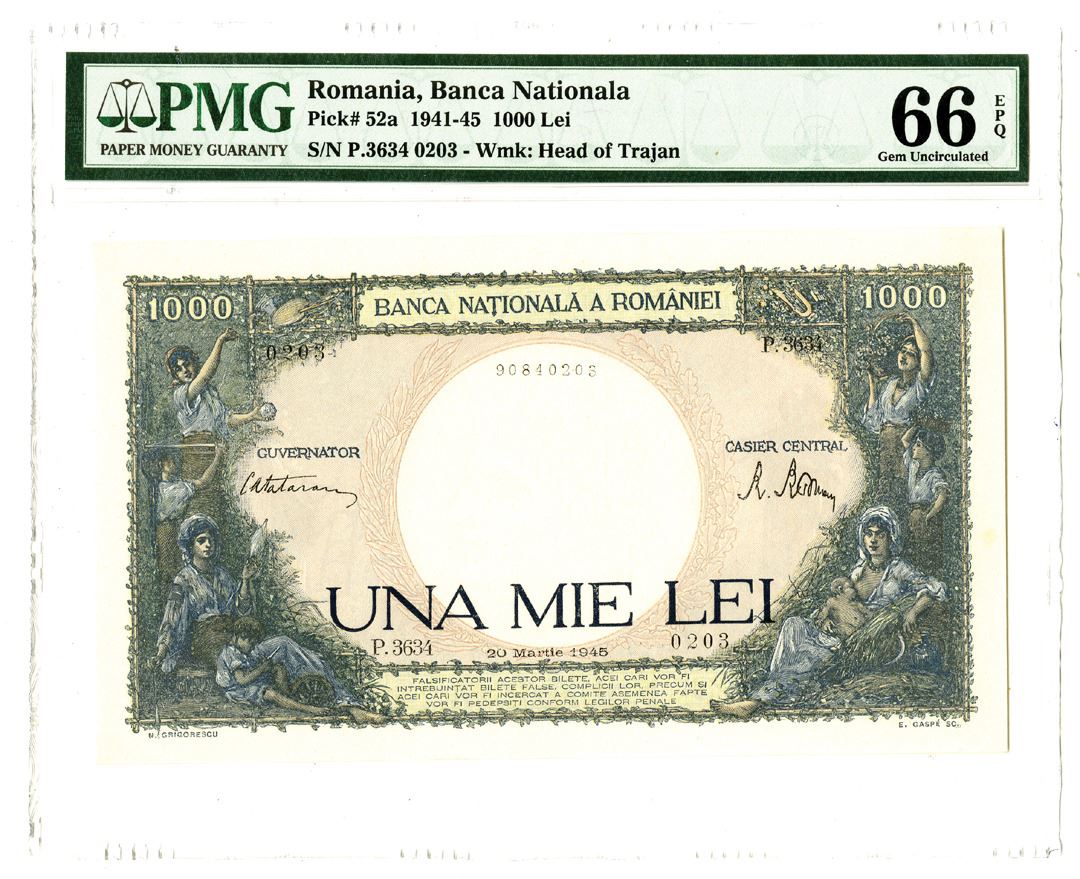 PMG
PAPER MONEY GUARANTY
Romania, Banca Nationala
Pick# 52a 1941-45 1000 Lei
S/N P.3634 0203 - Wmk: Head of Trajan
66
EPQ
Gem Uncirculated
1000
BANCA NAȚIONALĂ A ROMÂNIEI
1000
0203
P.3634
90840203
GUVERNATOR
CASIER CENTRAL
UNA MIE LEI
P.3634
20 Martie 1945
0203
FALSIFICATORII ACESTOR BILETE, ACEI CARI VOR FI
INTREBUINȚAT BILETE FALSE, COMPLICII LOR, PRECUM SI
ACEI CARI VOR FI INCERCAT A COMITE ASEMENEA FAPTE
VOR FI PEDEPSIȚI CONFORM LEGILOR PENALE
N. GRIGORESCU
E. GASPÉ SC.